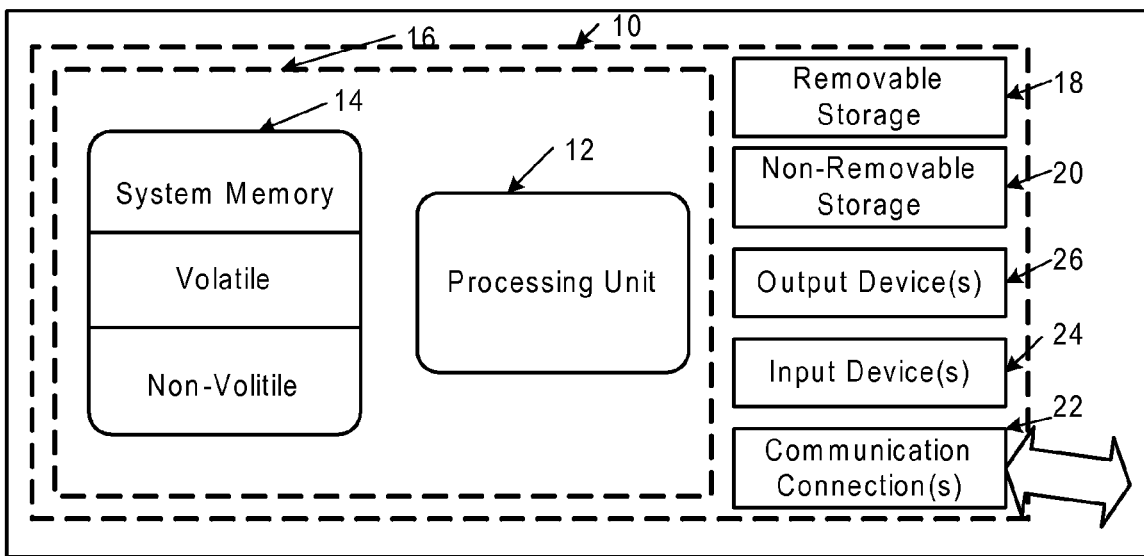 10
16
14
System Memory
Volatile
Non-Volitile
12
Processing Unit
Removable
Storage
18
Non-Removable
Storage
20
Output Device(s)
26
Input Device(s)
24
Communication
Connection(s)
22